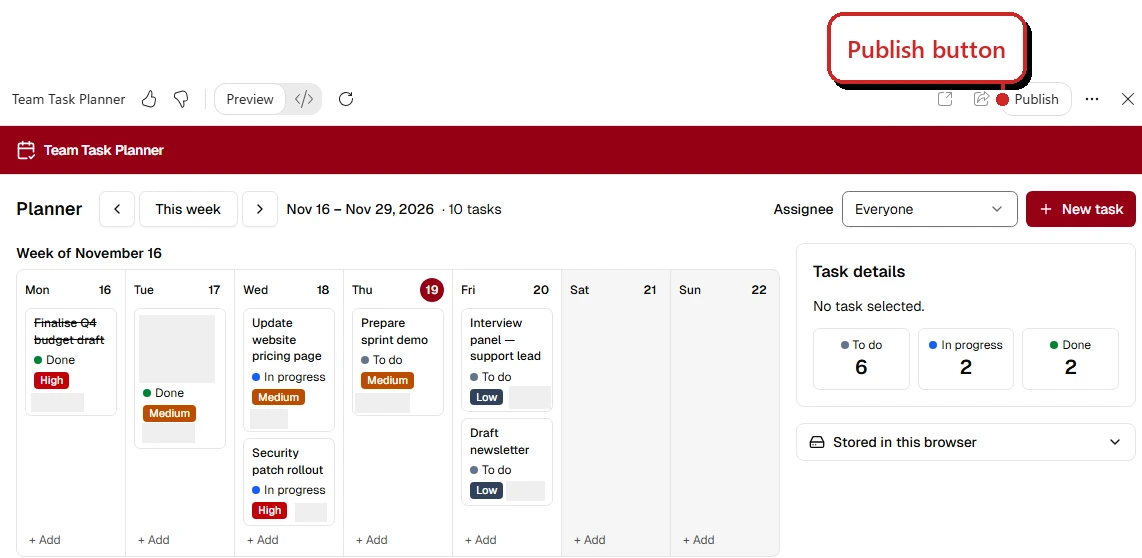 Publish button
Team Task Planner
Preview
</>
Publish
Team Task Planner
Planner
This week
Nov 16 – Nov 29, 2026 · 10 tasks
Assignee
Everyone
+ New task
Week of November 16
Mon 16
Tue 17
Wed 18
Thu 19
Fri 20
Sat 21
Sun 22
Finalise Q4
budget draft
Done
High
Done
Medium
Update
website
pricing page
In progress
Medium
Security
patch rollout
In progress
High
Prepare
sprint demo
To do
Medium
Interview
panel —
support lead
To do
Low
Draft
newsletter
To do
Low
+ Add
+ Add
+ Add
+ Add
+ Add
+ Add
+ Add
Task details
No task selected.
To do
6
In progress
2
Done
2
Stored in this browser